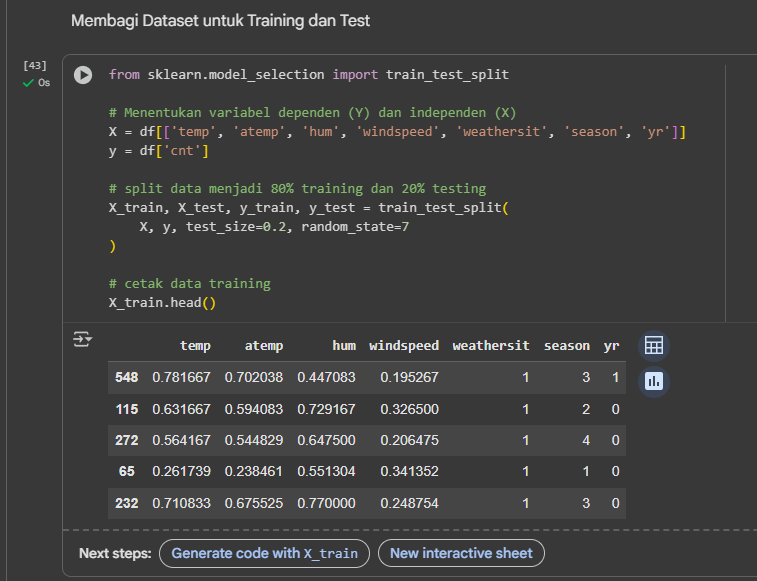 Membagi Dataset untuk Training dan Test
[43]
0s
from sklearn.model_selection import train_test_split
# Menentukan variabel dependen (Y) dan independen (X)
X = df[['temp', 'atemp', 'hum', 'windspeed', 'weathersit', 'season', 'yr']]
y = df['cnt']
# split data menjadi 80% training dan 20% testing
X_train, X_test, y_train, y_test = train_test_split(
    X, y, test_size=0.2, random_state=7
)
# cetak data training
X_train.head()
temp atemp hum windspeed weathersit season yr
548 0.781667 0.702038 0.447083 0.195267 1 3 1
115 0.631667 0.594083 0.729167 0.326500 1 2 0
272 0.564167 0.544829 0.647500 0.206475 1 4 0
65 0.261739 0.238461 0.551304 0.341352 1 1 0
232 0.710833 0.675525 0.770000 0.248754 1 3 0
Next steps: Generate code with X_train New interactive sheet